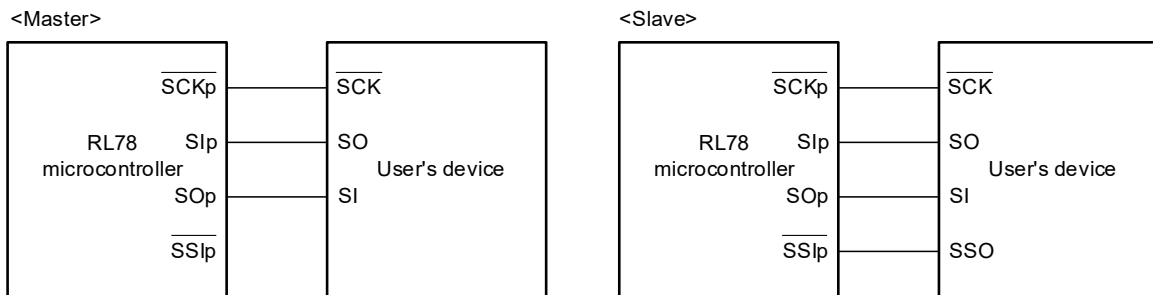 <Master>
SCKp
SCK
RL78
microcontroller
SIp
SO
User's device
SOp
SI
SSIp
<Slave>
SCKp
SCK
RL78
microcontroller
SIp
SO
User's device
SOp
SI
SSIp
SSO